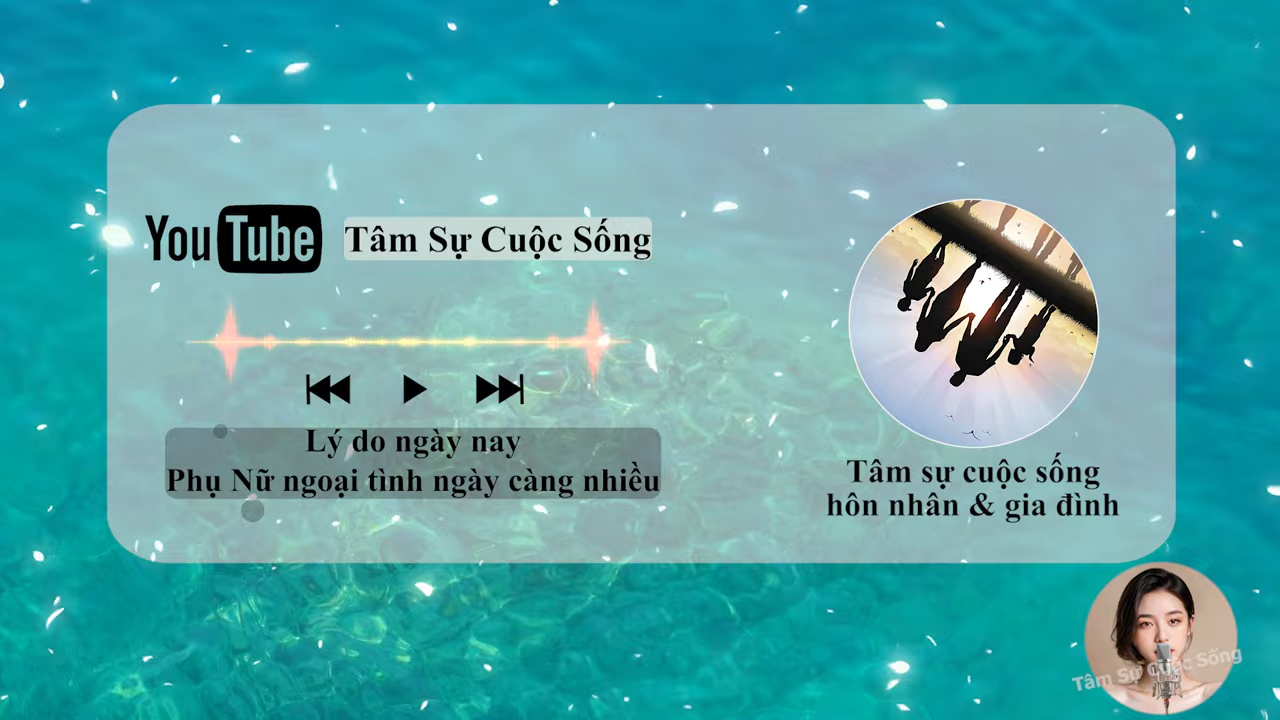 YouTube Tâm Sự Cuộc Sống
Lý do ngày nay
Phụ Nữ ngoại tình ngày càng nhiều
Tâm sự cuộc sống
hôn nhân & gia đình
Tâm Sự Cuộc Sống